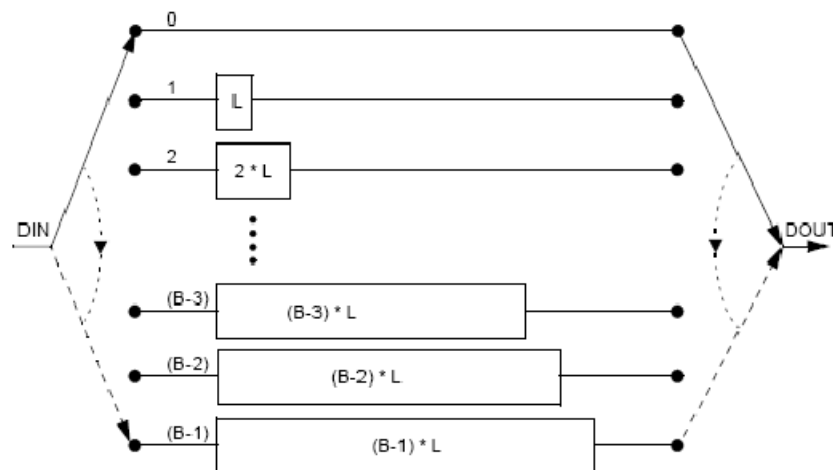 0
1
L
2
2 * L
DIN
DOUT
(B-3)
(B-3) * L
(B-2)
(B-2) * L
(B-1)
(B-1) * L